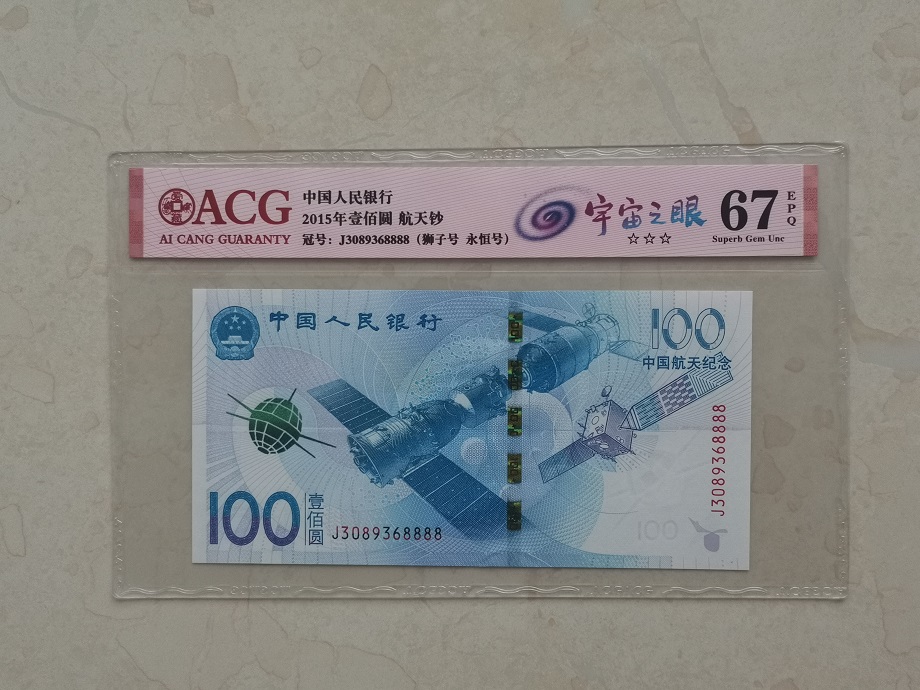 ACG
AI CANG GUARANTY
中国人民银行
2015年壹佰圆 航天钞
冠号: J3089368888 (狮子号 永恒号)
宇宙之眼
☆☆☆
67
EPQ
Superb Gem Unc
中国人民银行
100
中国航天纪念
J3089368888
100
壹佰圆
J3089368888
100